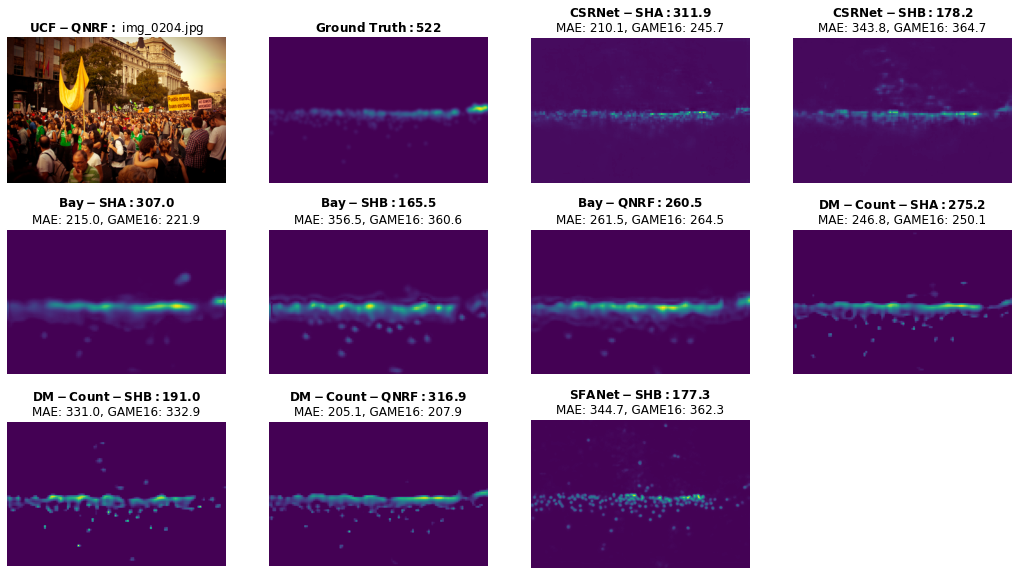 UCF − QNRF : img_0204.jpg
Ground Truth : 522
CSRNet − SHA : 311.9
MAE: 210.1, GAME16: 245.7
CSRNet − SHB : 178.2
MAE: 343.8, GAME16: 364.7
Bay − SHA : 307.0
MAE: 215.0, GAME16: 221.9
Bay − SHB : 165.5
MAE: 356.5, GAME16: 360.6
Bay − QNRF : 260.5
MAE: 261.5, GAME16: 264.5
DM − Count − SHA : 275.2
MAE: 246.8, GAME16: 250.1
DM − Count − SHB : 191.0
MAE: 331.0, GAME16: 332.9
DM − Count − QNRF : 316.9
MAE: 205.1, GAME16: 207.9
SFANet − SHB : 177.3
MAE: 344.7, GAME16: 362.3